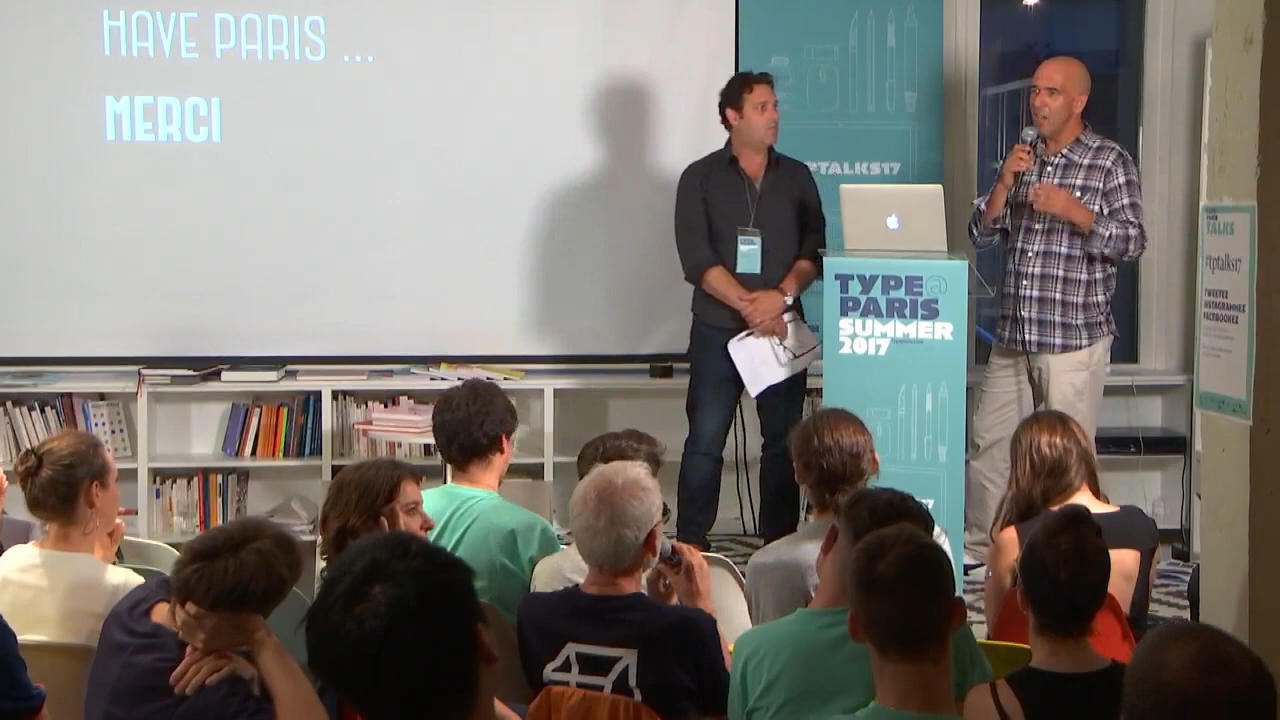 HAVE PARIS ...
MERCI
#TPTALKS17
TYPE@
PARIS
SUMMER
2017
TALKS
#tptalks17
TWEETEZ
INSTAGRAMMEZ
FACEBOOKEZ